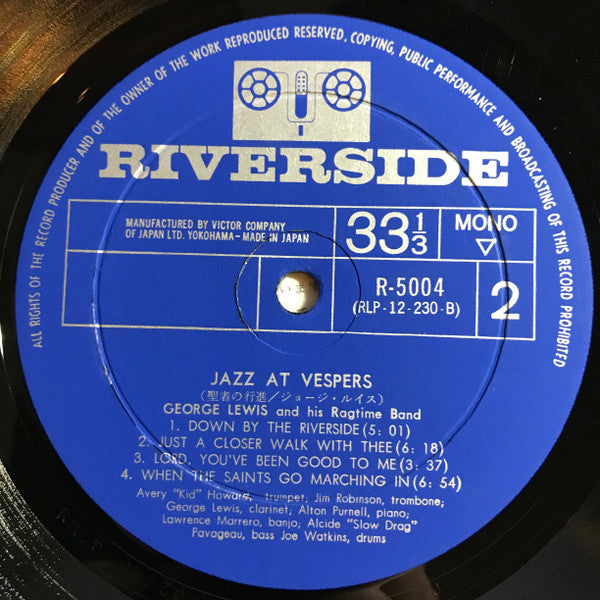 ALL RIGHTS OF THE RECORD PRODUCER AND OF THE OWNER OF THE WORK REPRODUCED RESERVED. COPYING, PUBLIC PERFORMANCE AND BROADCASTING OF THIS RECORD PROHIBITED
RIVERSIDE
MANUFACTURED BY VICTOR COMPANY
OF JAPAN LTD. YOKOHAMA-MADE IN JAPAN
33 1/3
MONO
▽
R-5004
(RLP-12-230-B)
2
JAZZ AT VESPERS
(聖者の行進/ジョージ・ルイス)
GEORGE LEWIS and his Ragtime Band
1. DOWN BY THE RIVERSIDE(5: 01)
2. JUST A CLOSER WALK WITH THEE(6: 18)
3. LORD, YOU'VE BEEN GOOD TO ME(3: 37)
4. WHEN THE SAINTS GO MARCHING IN(6: 54)
Avery "Kid" Howard, trumpet; Jim Robinson, trombone;
George Lewis, clarinet; Alton Purnell, piano;
Lawrence Marrero, banjo; Alcide "Slow Drag"
Pavageau, bass Joe Watkins, drums